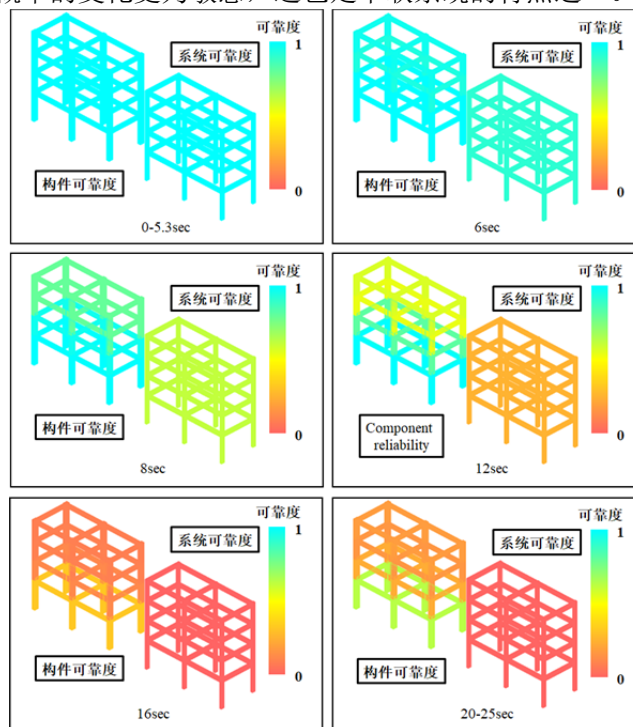 可靠度
系统可靠度
1
构件可靠度
0
0-5.3sec
可靠度
系统可靠度
1
构件可靠度
0
6sec
可靠度
系统可靠度
1
构件可靠度
0
8sec
可靠度
系统可靠度
1
Component
reliability
0
12sec
可靠度
系统可靠度
1
构件可靠度
0
16sec
可靠度
系统可靠度
1
构件可靠度
0
20-25sec